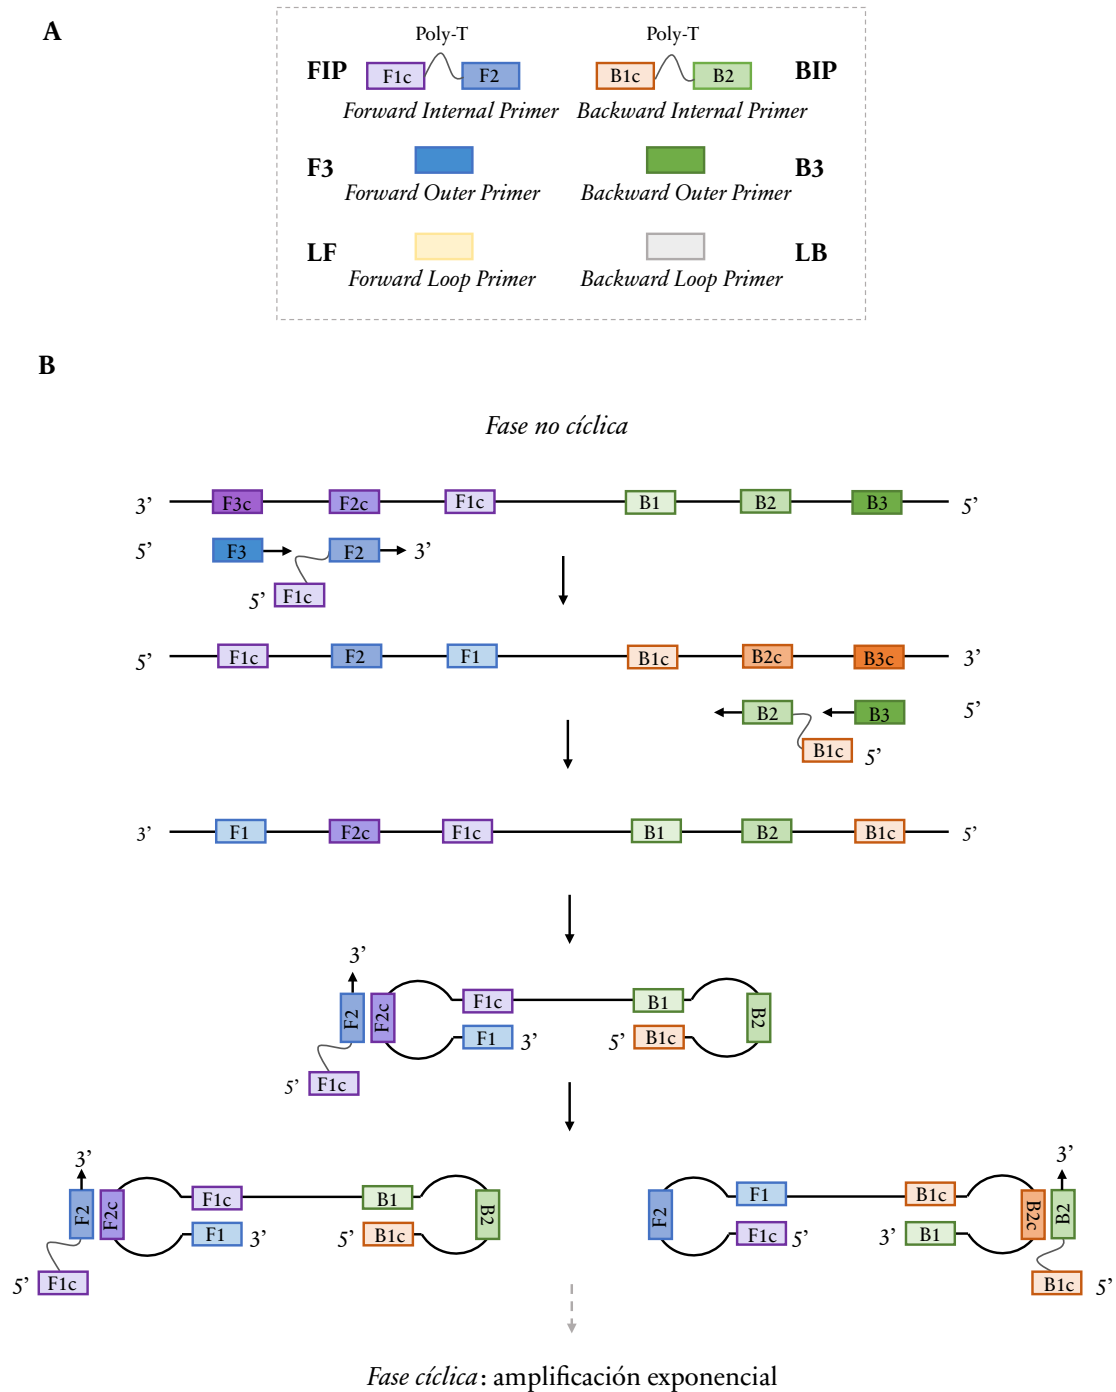 A
Poly-T Poly-T
FIP F1c F2 B1c B2 BIP
Forward Internal Primer Backward Internal Primer
F3 B3
Forward Outer Primer Backward Outer Primer
LF LB
Forward Loop Primer Backward Loop Primer
B
Fase no cíclica
3’ F3c F2c F1c B1 B2 B3 5’
5’ F3 F2 3’
5’ F1c
5’ F1c F2 F1 B1c B2c B3c 3’
B2 B3 5’
B1c 5’
3’ F1 F2c F1c B1 B2 B1c 5’
3’
F2 F2c F1c B1 B2
F1 3’ 5’ B1c
5’ F1c
3’ 3’
F2 F2c F1c B1 B2 F2 F1 B1c B2c B2
F1 3’ 5’ B1c F1c 5’ 3’ B1
5’ F1c B1c 5’
Fase cíclica: amplificación exponencial